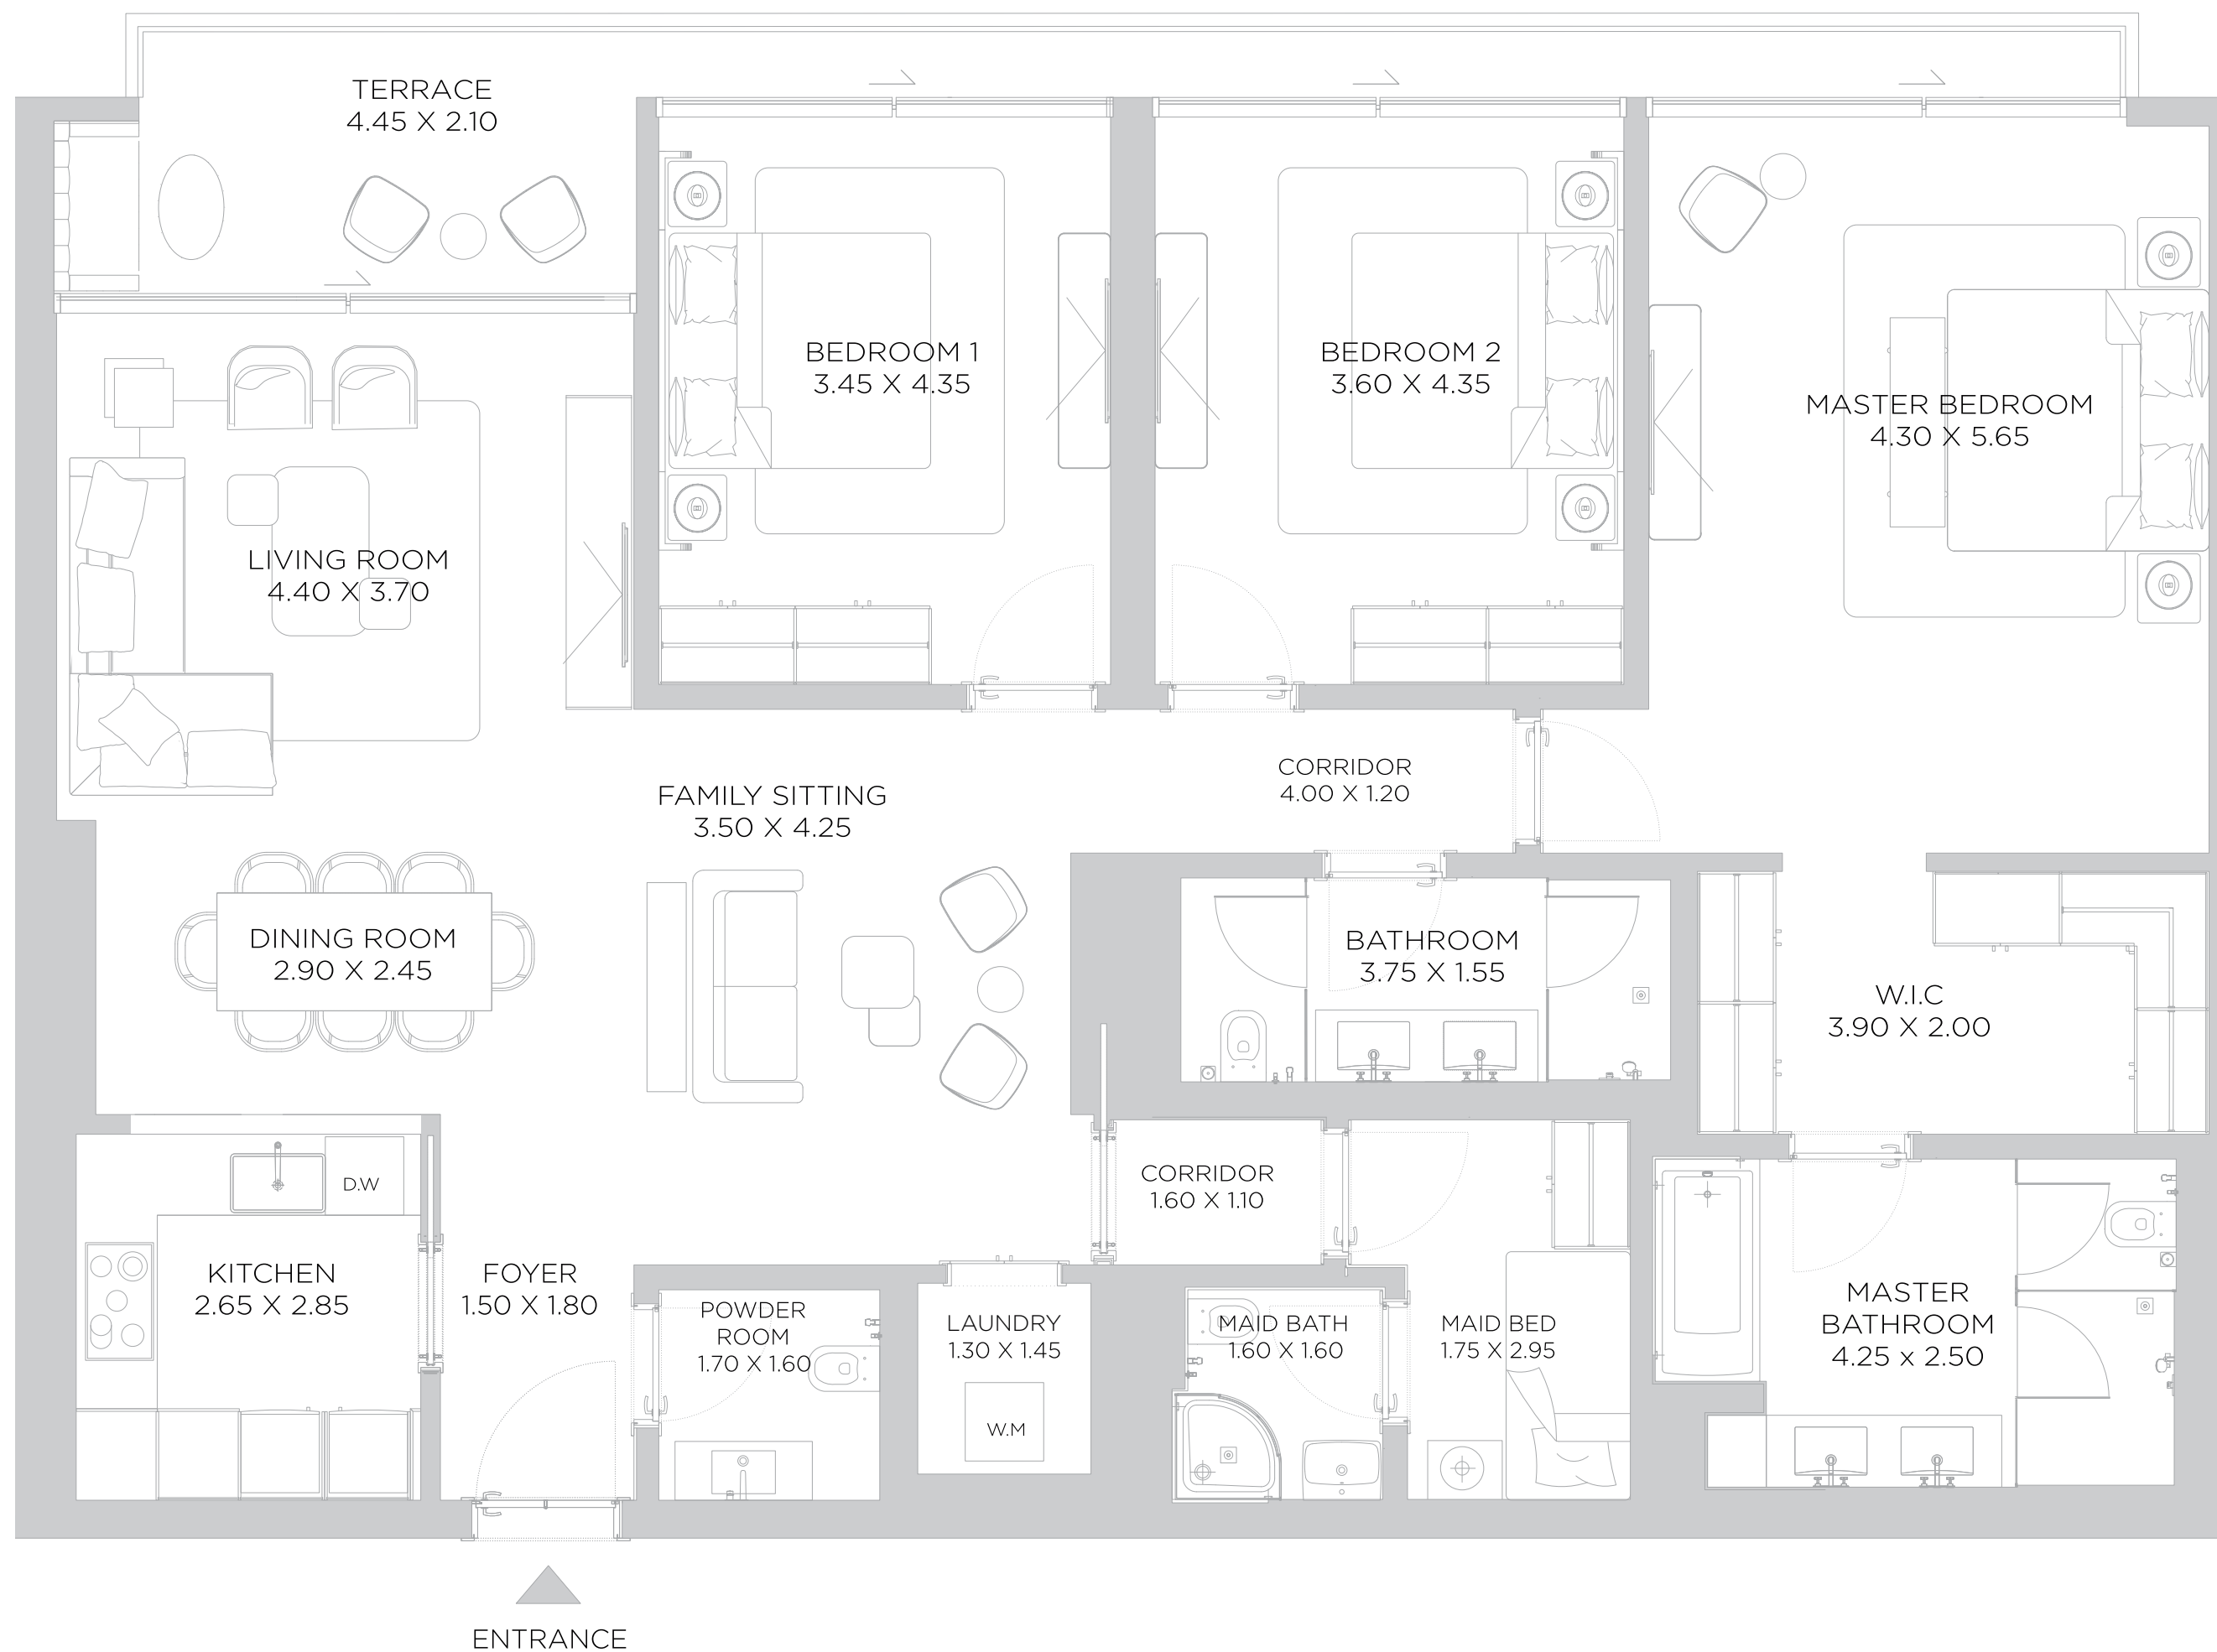 TERRACE
4.45 X 2.10
BEDROOM 1
3.45 X 4.35
BEDROOM 2
3.60 X 4.35
MASTER BEDROOM
4.30 X 5.65
LIVING ROOM
4.40 X 3.70
CORRIDOR
4.00 X 1.20
FAMILY SITTING
3.50 X 4.25
DINING ROOM
2.90 X 2.45
BATHROOM
3.75 X 1.55
W.I.C
3.90 X 2.00
D.W
CORRIDOR
1.60 X 1.10
KITCHEN
2.65 X 2.85
FOYER
1.50 X 1.80
POWDER
ROOM
1.70 X 1.60
LAUNDRY
1.30 X 1.45
W.M
MAID BATH
1.60 X 1.60
MAID BED
1.75 X 2.95
MASTER
BATHROOM
4.25 x 2.50
ENTRANCE